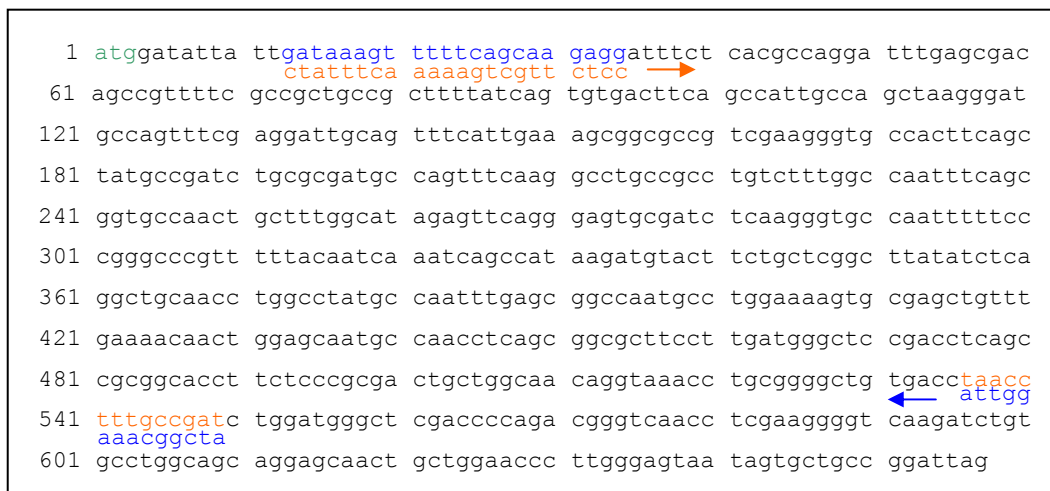 1 atggatatta ttgataaagt ttttcagcaa gaggatttct cacgccagga tttgagcgac
ctatttca aaaagtcgtt ctcc
61 agccgttttc gccgctgccg cttttatcag tgtgacttca gccattgcca gctaagggat
121 gccagtttcg aggattgcag tttcattgaa agcggcgccg tcgaagggtg ccacttcagc
181 tatgccgatc tgcgcgatgc cagtttcaag gcctgccgcc tgtctttggc caatttcagc
241 ggtgccaact gctttggcat agagttcagg gagtgcgatc tcaagggtgc caatttttcc
301 cgggcccgtt tttacaatca aatcagccat aagatgtact tctgctcggc ttatatctca
361 ggctgcaacc tggcctatgc caatttgagc ggccaatgcc tggaaaagtg cgagctgttt
421 gaaaacaact ggagcaatgc caacctcagc ggcgcttcct tgatgggctc cgacctcagc
481 cgcggcacct tctcccgcga ctgctggcaa caggtaaacc tgcggggctg tgacctaacc
attgg
541 tttgccgatc tggatgggct cgaccccaga cgggtcaacc tcgaaggggt caagatctgt
aaacggcta
601 gcctggcagc aggagcaact gctggaaccc ttgggagtaa tagtgctgcc ggattag